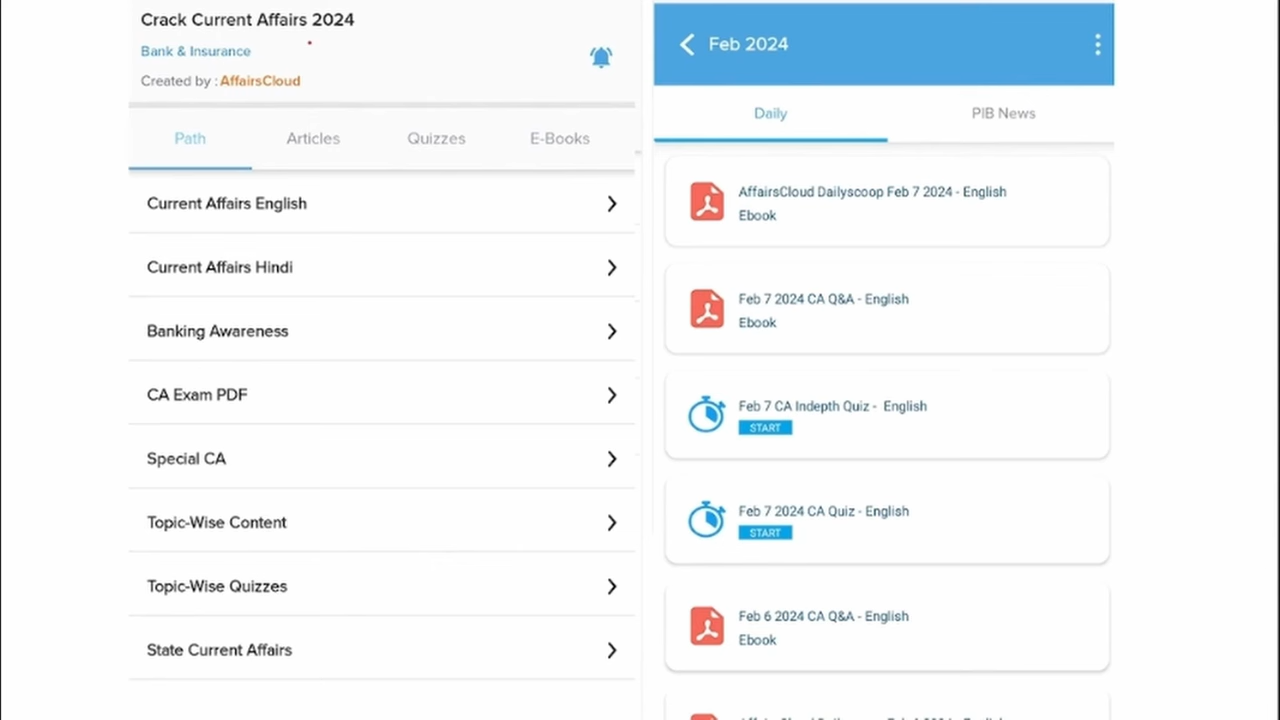 Crack Current Affairs 2024
Bank & Insurance
Created by : AffairsCloud
Path
Articles
Quizzes
E-Books
Current Affairs English
Current Affairs Hindi
Banking Awareness
CA Exam PDF
Special CA
Topic-Wise Content
Topic-Wise Quizzes
State Current Affairs
Feb 2024
Daily
PIB News
AffairsCloud Dailyscoop Feb 7 2024 - English
Ebook
Feb 7 2024 CA Q&A - English
Ebook
Feb 7 CA Indepth Quiz - English
START
Feb 7 2024 CA Quiz - English
START
Feb 6 2024 CA Q&A - English
Ebook